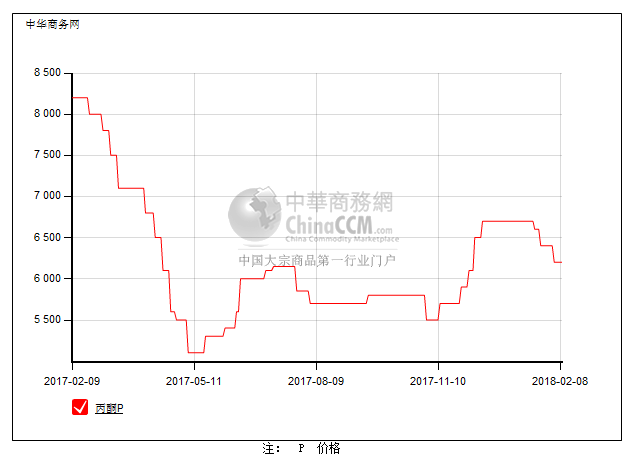 中华商务网
8 500
8 000
7 500
7 000
6 500
6 000
5 500
中華商務網
ChinaCCM.com
China Commodity Marketplace
中国大宗商品第一行业门户
2017-02-09 2017-05-11 2017-08-09 2017-11-10 2018-02-08
丙酮P
注： P 价格